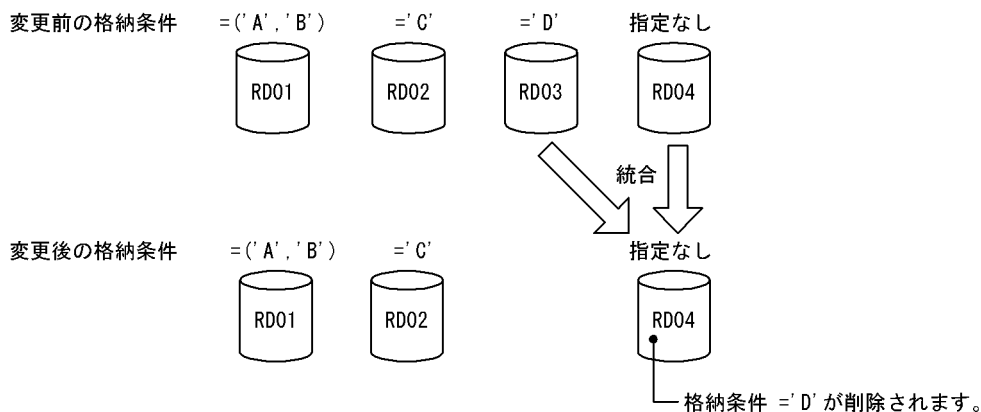 変更前の格納条件 =('A','B') ='C' ='D' 指定なし
RD01 RD02 RD03 RD04
統合
変更後の格納条件 =('A','B') ='C' 指定なし
RD01 RD02 RD04
格納条件 ='D'が削除されます。